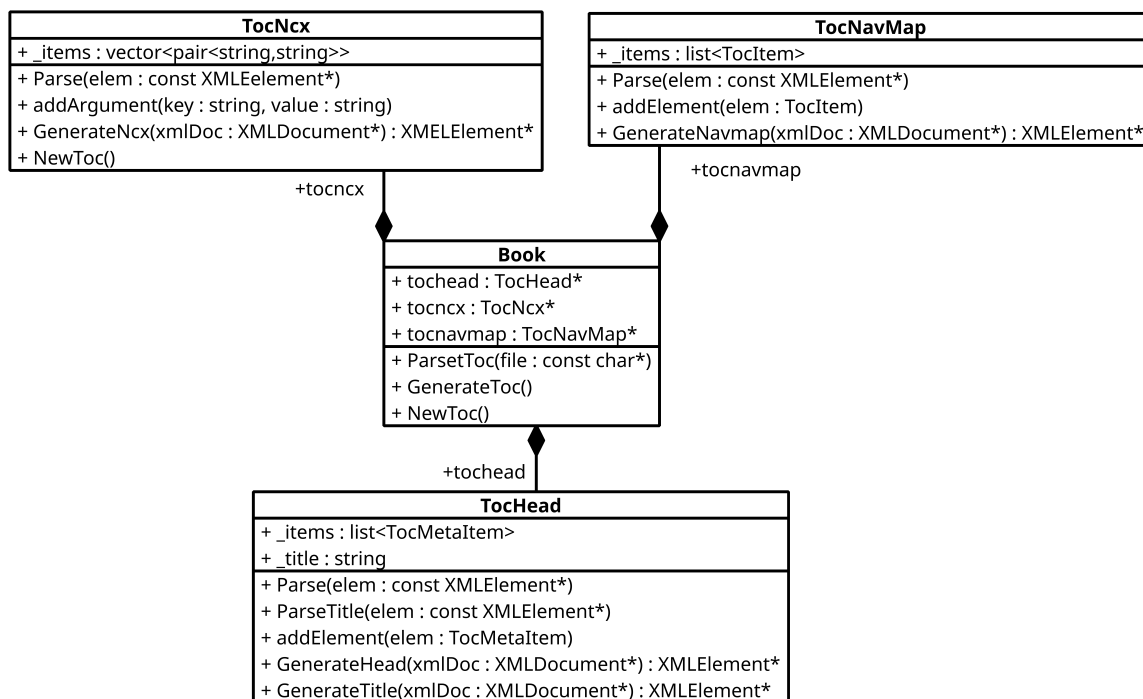 TocNcx
+ _items : vector<pair<string,string>>
+ Parse(elem : const XMLEelement*)
+ addArgument(key : string, value : string)
+ GenerateNcx(xmlDoc : XMLDocument*) : XMELElement*
+ NewToc()
TocNavMap
+ _items : list<TocItem>
+ Parse(elem : const XMLElement*)
+ addElement(elem : TocItem)
+ GenerateNavmap(xmlDoc : XMLDocument*) : XMLElement*
+tocncx
+tocnavmap
Book
+ tochead : TocHead*
+ tocncx : TocNcx*
+ tocnavmap : TocNavMap*
+ ParsetToc(file : const char*)
+ GenerateToc()
+ NewToc()
+tochead
TocHead
+ _items : list<TocMetaItem>
+ _title : string
+ Parse(elem : const XMLElement*)
+ ParseTitle(elem : const XMLElement*)
+ addElement(elem : TocMetaItem)
+ GenerateHead(xmlDoc : XMLDocument*) : XMLElement*
+ GenerateTitle(xmlDoc : XMLDocument*) : XMLElement*